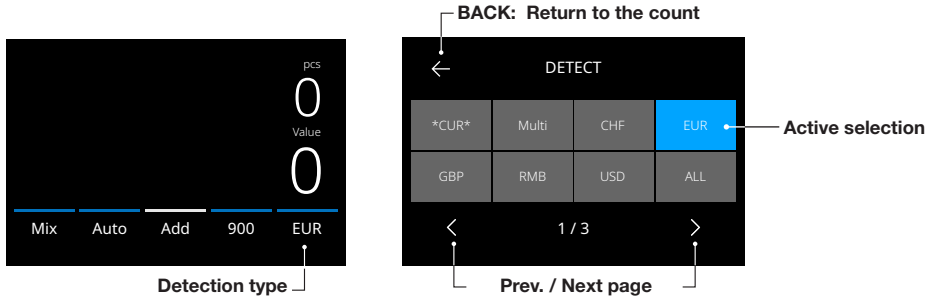 BACK: Return to the count
pcs
0
Value
0
Mix Auto Add 900 EUR
Detection type
DETECT
*CUR* Multi CHF EUR
Active selection
GBP RMB USD ALL
1 / 3
Prev. / Next page